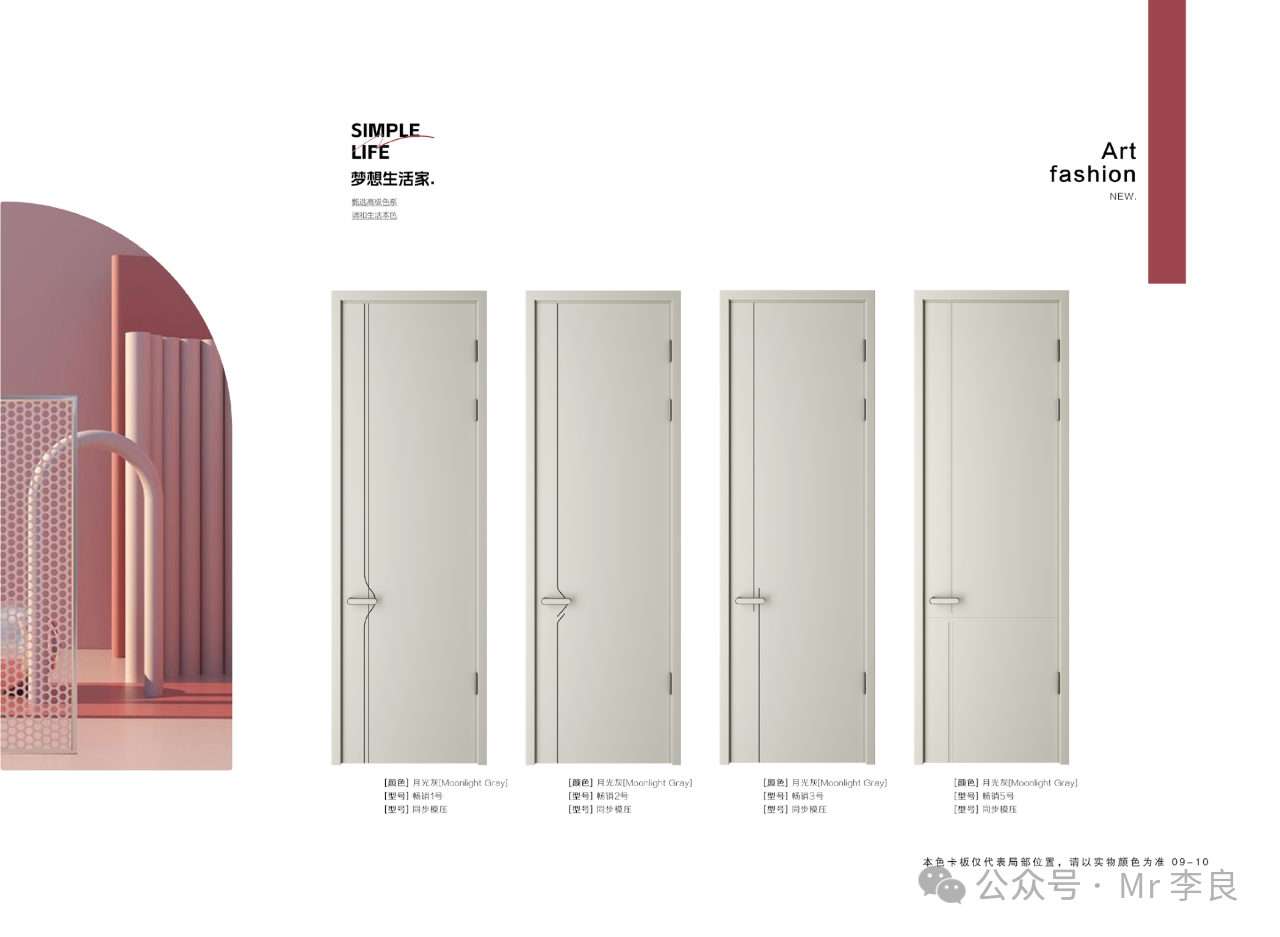 SIMPLE
LIFE
梦想生活家.
甄选高级色系
调和生活本色
Art
fashion
NEW.
[颜色] 月光灰[Moonlight Gray]
[型号] 畅销1号
[型号] 同步模压
[颜色] 月光灰[Moonlight Gray]
[型号] 畅销2号
[型号] 同步模压
[颜色] 月光灰[Moonlight Gray]
[型号] 畅销3号
[型号] 同步模压
[颜色] 月光灰[Moonlight Gray]
[型号] 畅销5号
[型号] 同步模压
本色卡板仅代表局部位置，请以实物颜色为准 09-10
公众号· Mr李良